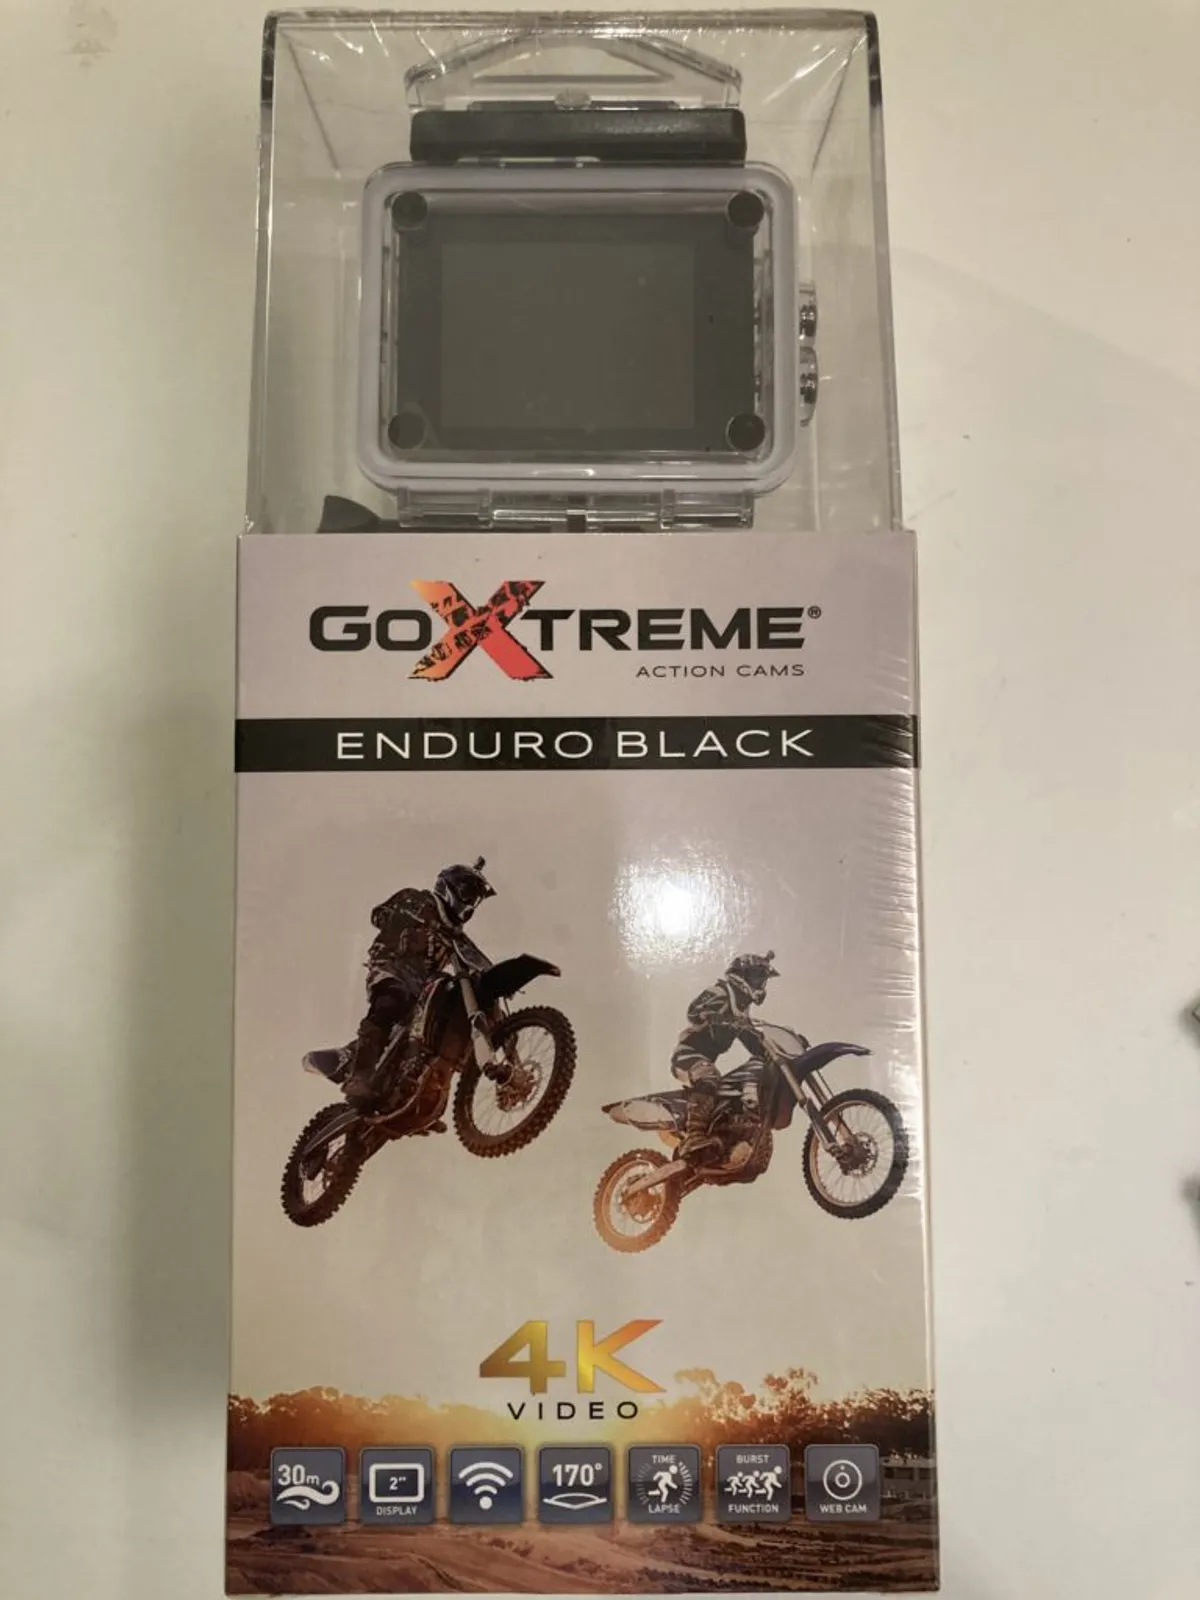 GOXTREME®
ACTION CAMS
ENDURO BLACK
4K
VIDEO
30m
2"
DISPLAY
170°
TIME
LAPSE
BURST
FUNCTION
WEB CAM